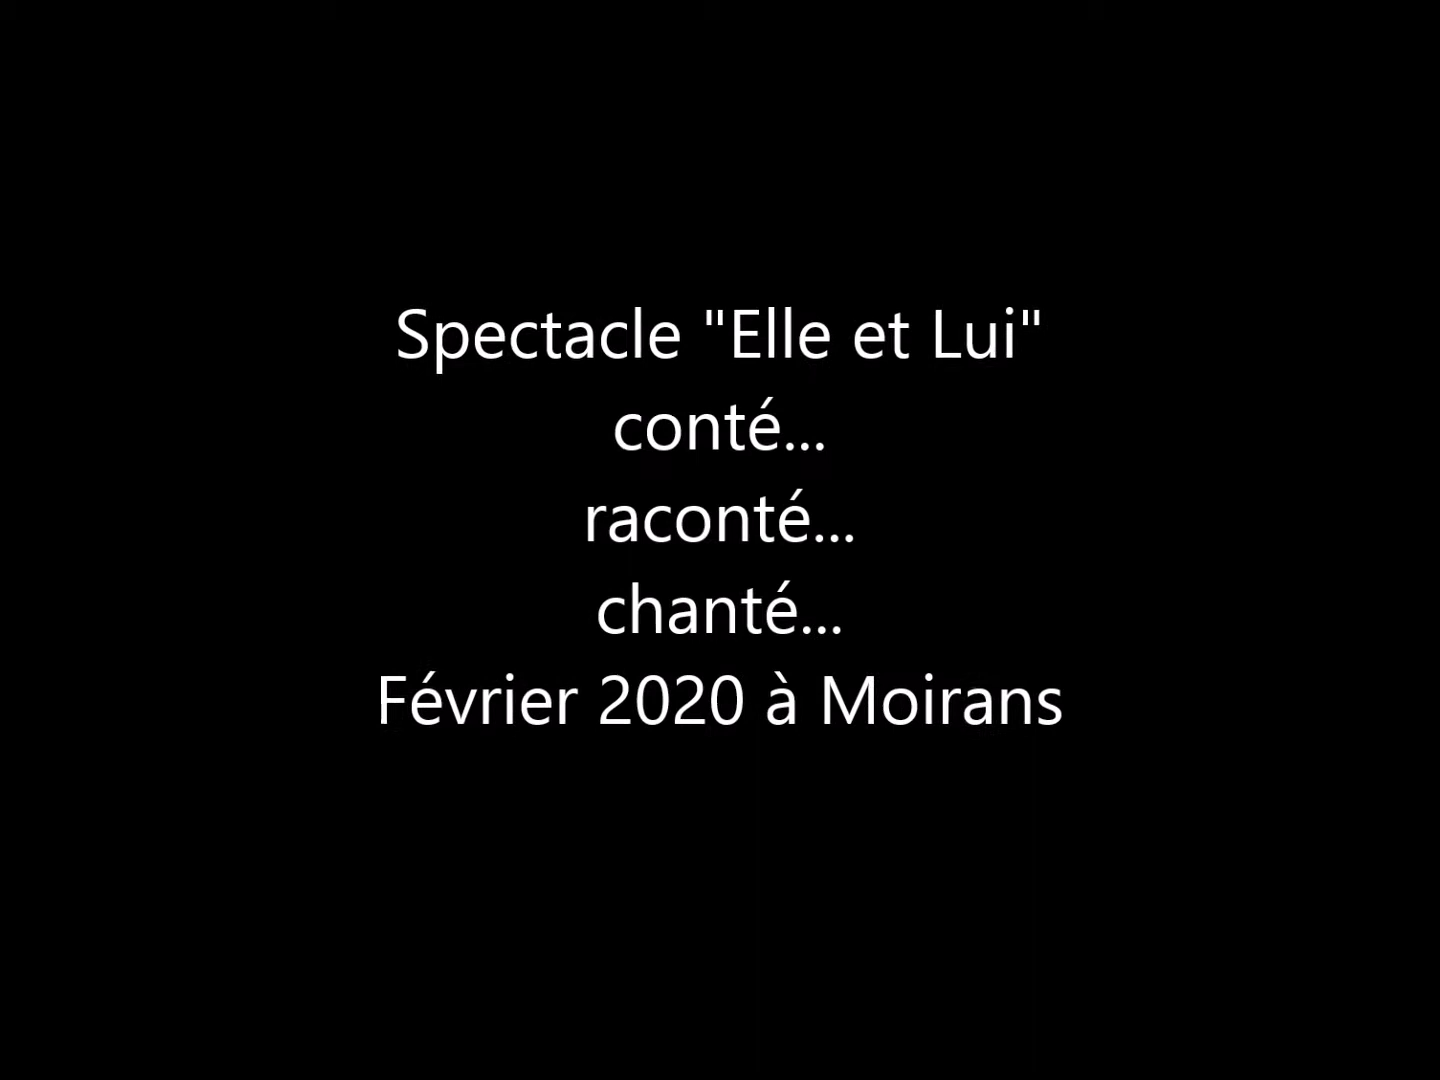 Spectacle "Elle et Lui"
conté...
raconté...
chanté...
Février 2020 à Moirans